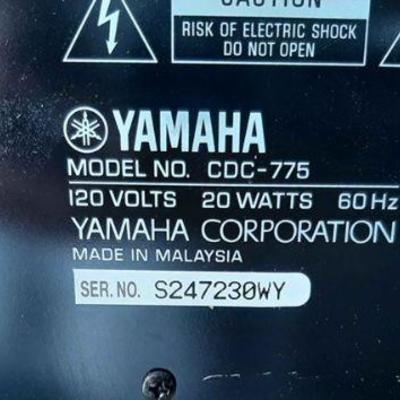 CAUTION
RISK OF ELECTRIC SHOCK
DO NOT OPEN
YAMAHA
MODEL NO. CDC-775
120 VOLTS 20 WATTS 60 Hz
YAMAHA CORPORATION
MADE IN MALAYSIA
SER. NO. S247230WY